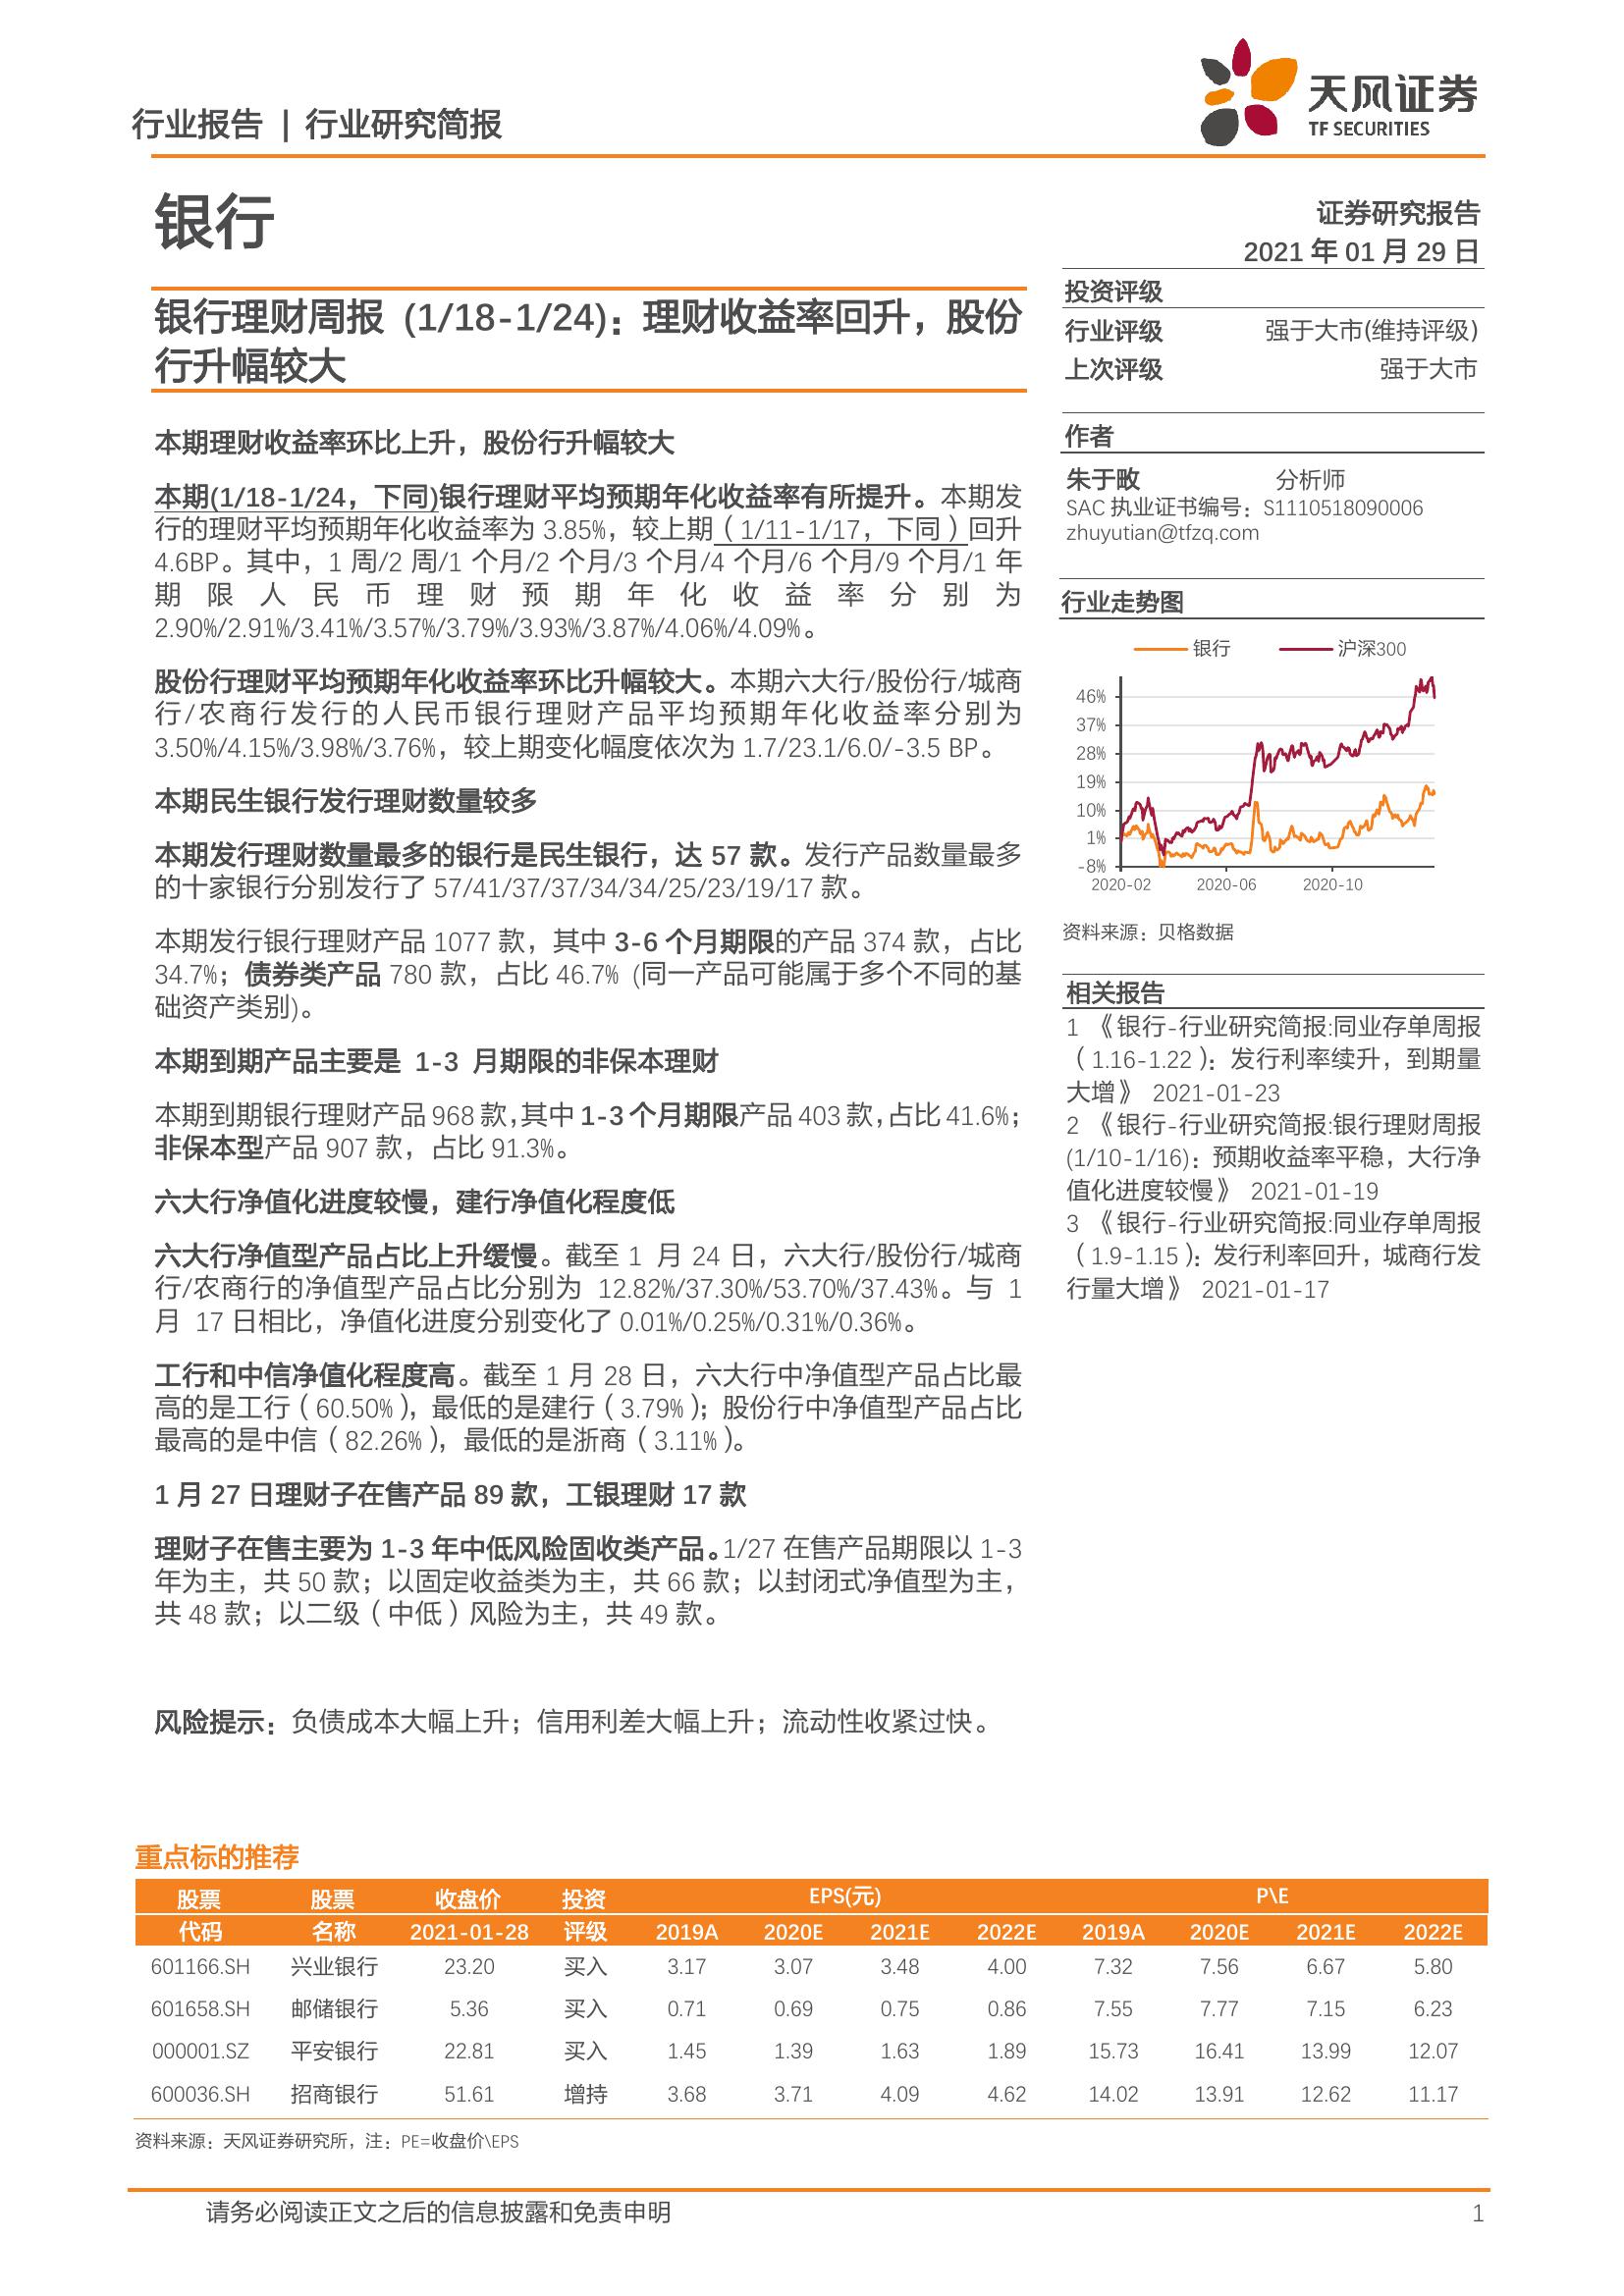 行业报告 | 行业研究简报
天风证券
TF SECURITIES
银行
证券研究报告
2021 年 01 月 29 日
银行理财周报 (1/18-1/24)：理财收益率回升，股份
行升幅较大
本期理财收益率环比上升，股份行升幅较大
本期(1/18-1/24，下同)银行理财平均预期年化收益率有所提升。本期发
行的理财平均预期年化收益率为 3.85%，较上期（1/11-1/17，下同）回升
4.6BP。其中，1 周/2 周/1 个月/2 个月/3 个月/4 个月/6 个月/9 个月/1 年
期限人民币理财预期年化收益率分别为
2.90%/2.91%/3.41%/3.57%/3.79%/3.93%/3.87%/4.06%/4.09%。
股份行理财平均预期年化收益率环比升幅较大。本期六大行/股份行/城商
行/农商行发行的人民币银行理财产品平均预期年化收益率分别为
3.50%/4.15%/3.98%/3.76%，较上期变化幅度依次为 1.7/23.1/6.0/-3.5 BP。
本期民生银行发行理财数量较多
本期发行理财数量最多的银行是民生银行，达 57 款。发行产品数量最多
的十家银行分别发行了 57/41/37/37/34/34/25/23/19/17 款。
本期发行银行理财产品 1077 款，其中 3-6 个月期限的产品 374 款，占比
34.7%；债券类产品 780 款，占比 46.7% (同一产品可能属于多个不同的基
础资产类别)。
本期到期产品主要是 1-3 月期限的非保本理财
本期到期银行理财产品 968 款，其中 1-3 个月期限产品 403 款，占比 41.6%；
非保本型产品 907 款，占比 91.3%。
六大行净值化进度较慢，建行净值化程度低
六大行净值型产品占比上升缓慢。截至 1 月 24 日，六大行/股份行/城商
行/农商行的净值型产品占比分别为 12.82%/37.30%/53.70%/37.43%。与 1
月 17 日相比，净值化进度分别变化了 0.01%/0.25%/0.31%/0.36%。
工行和中信净值化程度高。截至 1 月 28 日，六大行中净值型产品占比最
高的是工行（60.50%），最低的是建行（3.79%）；股份行中净值型产品占比
最高的是中信（82.26%），最低的是浙商（3.11%）。
1 月 27 日理财子在售产品 89 款，工银理财 17 款
理财子在售主要为 1-3 年中低风险固收类产品。1/27 在售产品期限以 1-3
年为主，共 50 款；以固定收益类为主，共 66 款；以封闭式净值型为主，
共 48 款；以二级（中低）风险为主，共 49 款。
风险提示：负债成本大幅上升；信用利差大幅上升；流动性收紧过快。
投资评级
行业评级 强于大市(维持评级)
上次评级 强于大市
作者
朱于畋 分析师
SAC 执业证书编号：S1110518090006
zhuyutian@tfzq.com
行业走势图
银行 沪深300
46%
37%
28%
19%
10%
1%
-8%
2020-02 2020-06 2020-10
资料来源：贝格数据
相关报告
1 《银行-行业研究简报:同业存单周报
（1.16-1.22）：发行利率续升，到期量
大增》 2021-01-23
2 《银行-行业研究简报:银行理财周报
(1/10-1/16)：预期收益率平稳，大行净
值化进度较慢》 2021-01-19
3 《银行-行业研究简报:同业存单周报
（1.9-1.15）：发行利率回升，城商行发
行量大增》 2021-01-17
重点标的推荐
股票 股票 收盘价 投资 EPS(元) P\E
代码 名称 2021-01-28 评级 2019A 2020E 2021E 2022E 2019A 2020E 2021E 2022E
601166.SH 兴业银行 23.20 买入 3.17 3.07 3.48 4.00 7.32 7.56 6.67 5.80
601658.SH 邮储银行 5.36 买入 0.71 0.69 0.75 0.86 7.55 7.77 7.15 6.23
000001.SZ 平安银行 22.81 买入 1.45 1.39 1.63 1.89 15.73 16.41 13.99 12.07
600036.SH 招商银行 51.61 增持 3.68 3.71 4.09 4.62 14.02 13.91 12.62 11.17
资料来源：天风证券研究所，注：PE=收盘价\EPS
请务必阅读正文之后的信息披露和免责申明 1